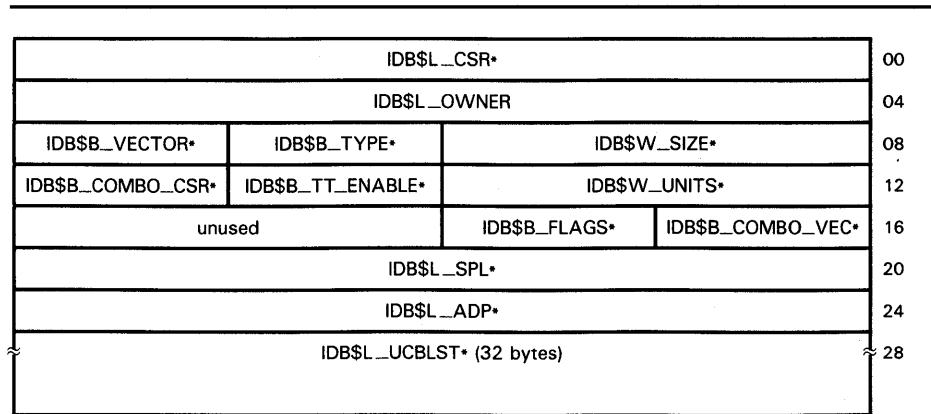 IDB$L_CSR* 00
IDB$L_OWNER 04
IDB$B_VECTOR* IDB$B_TYPE* IDB$W_SIZE* 08
IDB$B_COMBO_CSR* IDB$B_TT_ENABLE* IDB$W_UNITS* 12
unused IDB$B_FLAGS* IDB$B_COMBO_VEC* 16
IDB$L_SPL* 20
IDB$L_ADP* 24
IDB$L_UCBLST* (32 bytes) 28